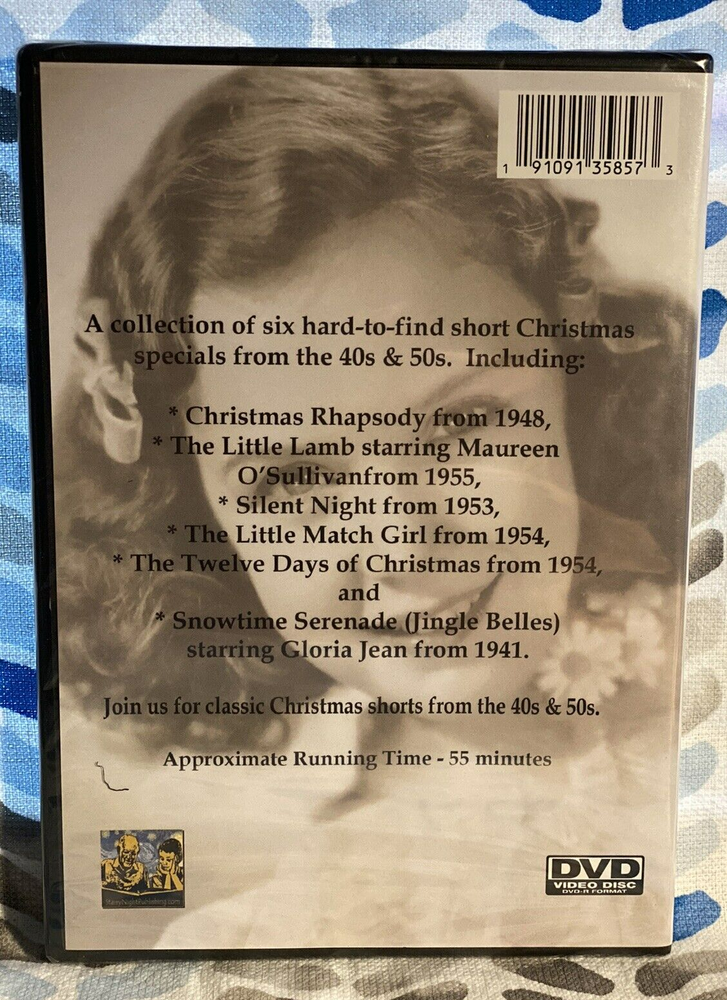 1 91091 35857 3
A collection of six hard-to-find short Christmas
specials from the 40s & 50s. Including:
* Christmas Rhapsody from 1948,
* The Little Lamb starring Maureen
O'Sullivanfrom 1955,
* Silent Night from 1953,
* The Little Match Girl from 1954,
* The Twelve Days of Christmas from 1954,
and
* Snowtime Serenade (Jingle Belles)
starring Gloria Jean from 1941.
Join us for classic Christmas shorts from the 40s & 50s.
Approximate Running Time - 55 minutes
DVD
VIDEO DISC
DVD-R FORMAT